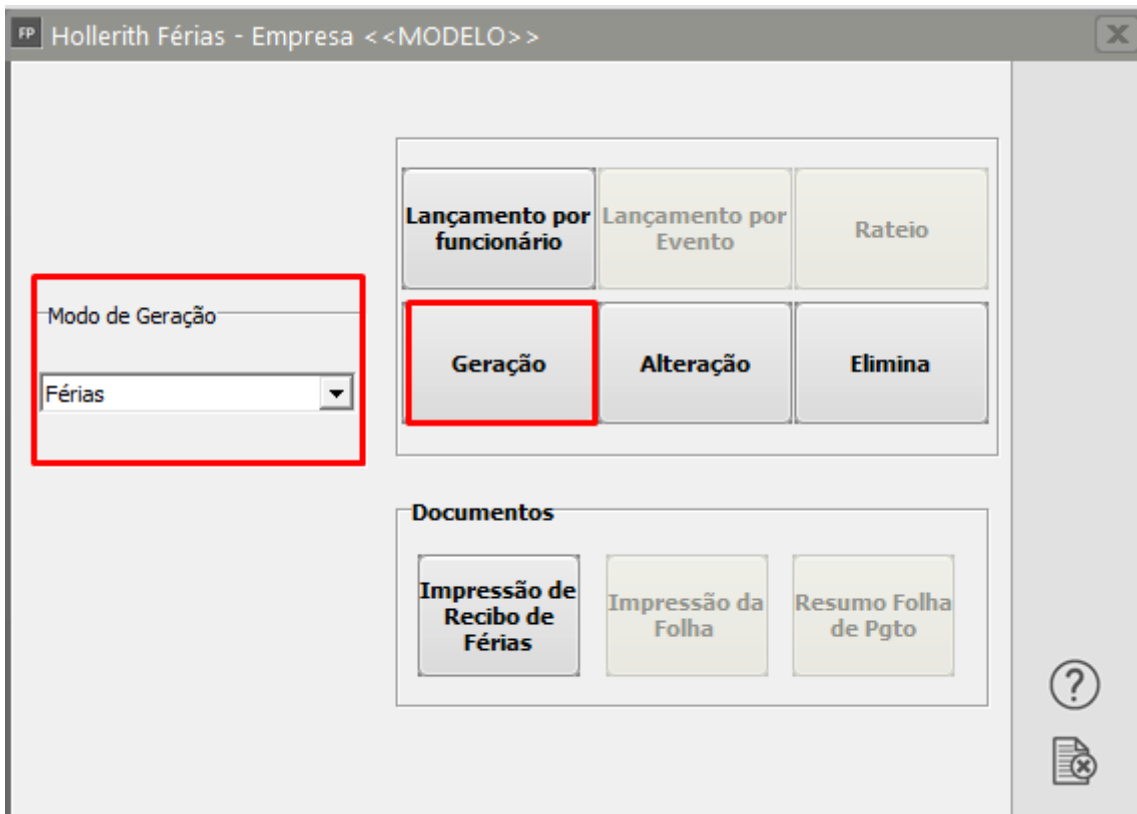 FP Hollerith Férias - Empresa <<MODELO>>
Lançamento por
funcionário
Lançamento por
Evento
Rateio
Modo de Geração
Férias
Geração
Alteração
Elimina
Documentos
Impressão de
Recibo de
Férias
Impressão da
Folha
Resumo Folha
de Pgto
?